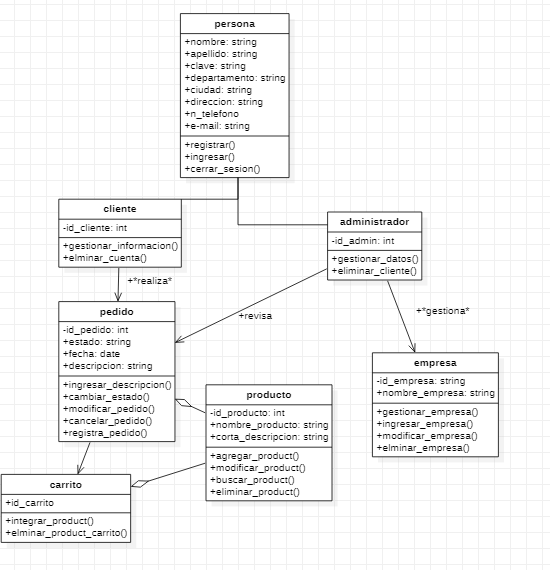 persona
+nombre: string
+apellido: string
+clave: string
+departamento: string
+ciudad: string
+direccion: string
+n_telefono
+e-mail: string
+registrar()
+ingresar()
+cerrar_sesion()
cliente
-id_cliente: int
+gestionar_informacion()
+elminar_cuenta()
administrador
-id_admin: int
+gestionar_datos()
+eliminar_cliente()
+*realiza*
+revisa
+*gestiona*
pedido
-id_pedido: int
+estado: string
+fecha: date
+descripcion: string
+ingresar_descripcion()
+cambiar_estado()
+modificar_pedido()
+cancelar_pedido()
+registra_pedido()
empresa
-id_empresa: string
+nombre_empresa: string
+gestionar_empresa()
+ingresar_empresa()
+modificar_empresa()
+elminar_empresa()
producto
-id_producto: int
+nombre_producto: string
+corta_descripcion: string
+agregar_product()
+modificar_product()
+buscar_product()
+eliminar_product()
carrito
+id_carrito
+integrar_product()
+elminar_product_carrito()